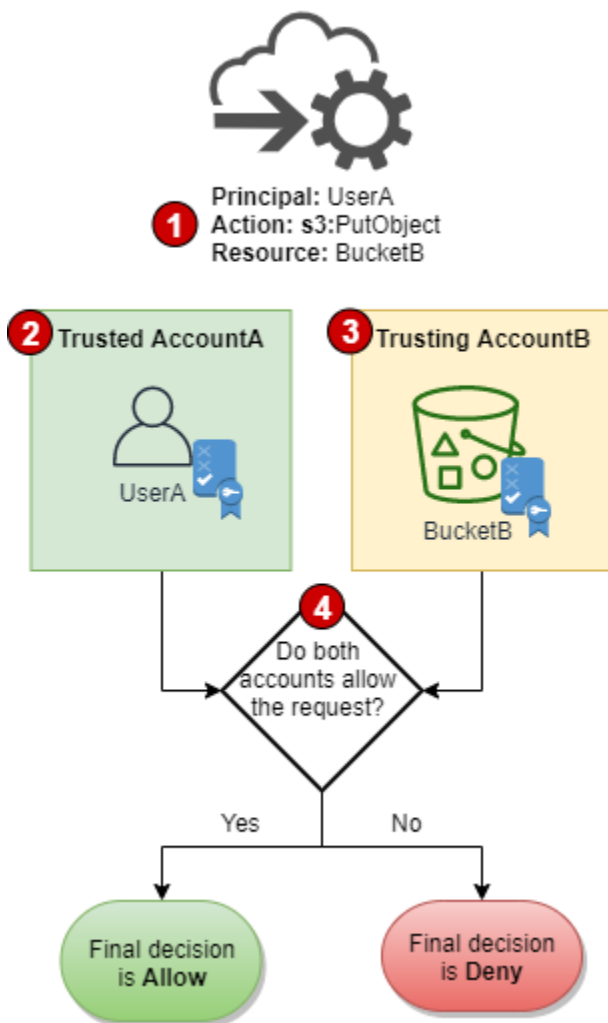 1
Principal: UserA
Action: s3:PutObject
Resource: BucketB
2
Trusted AccountA
3
Trusting AccountB
UserA
BucketB
4
Do both
accounts allow
the request?
Yes
No
Final decision
is Allow
Final decision
is Deny